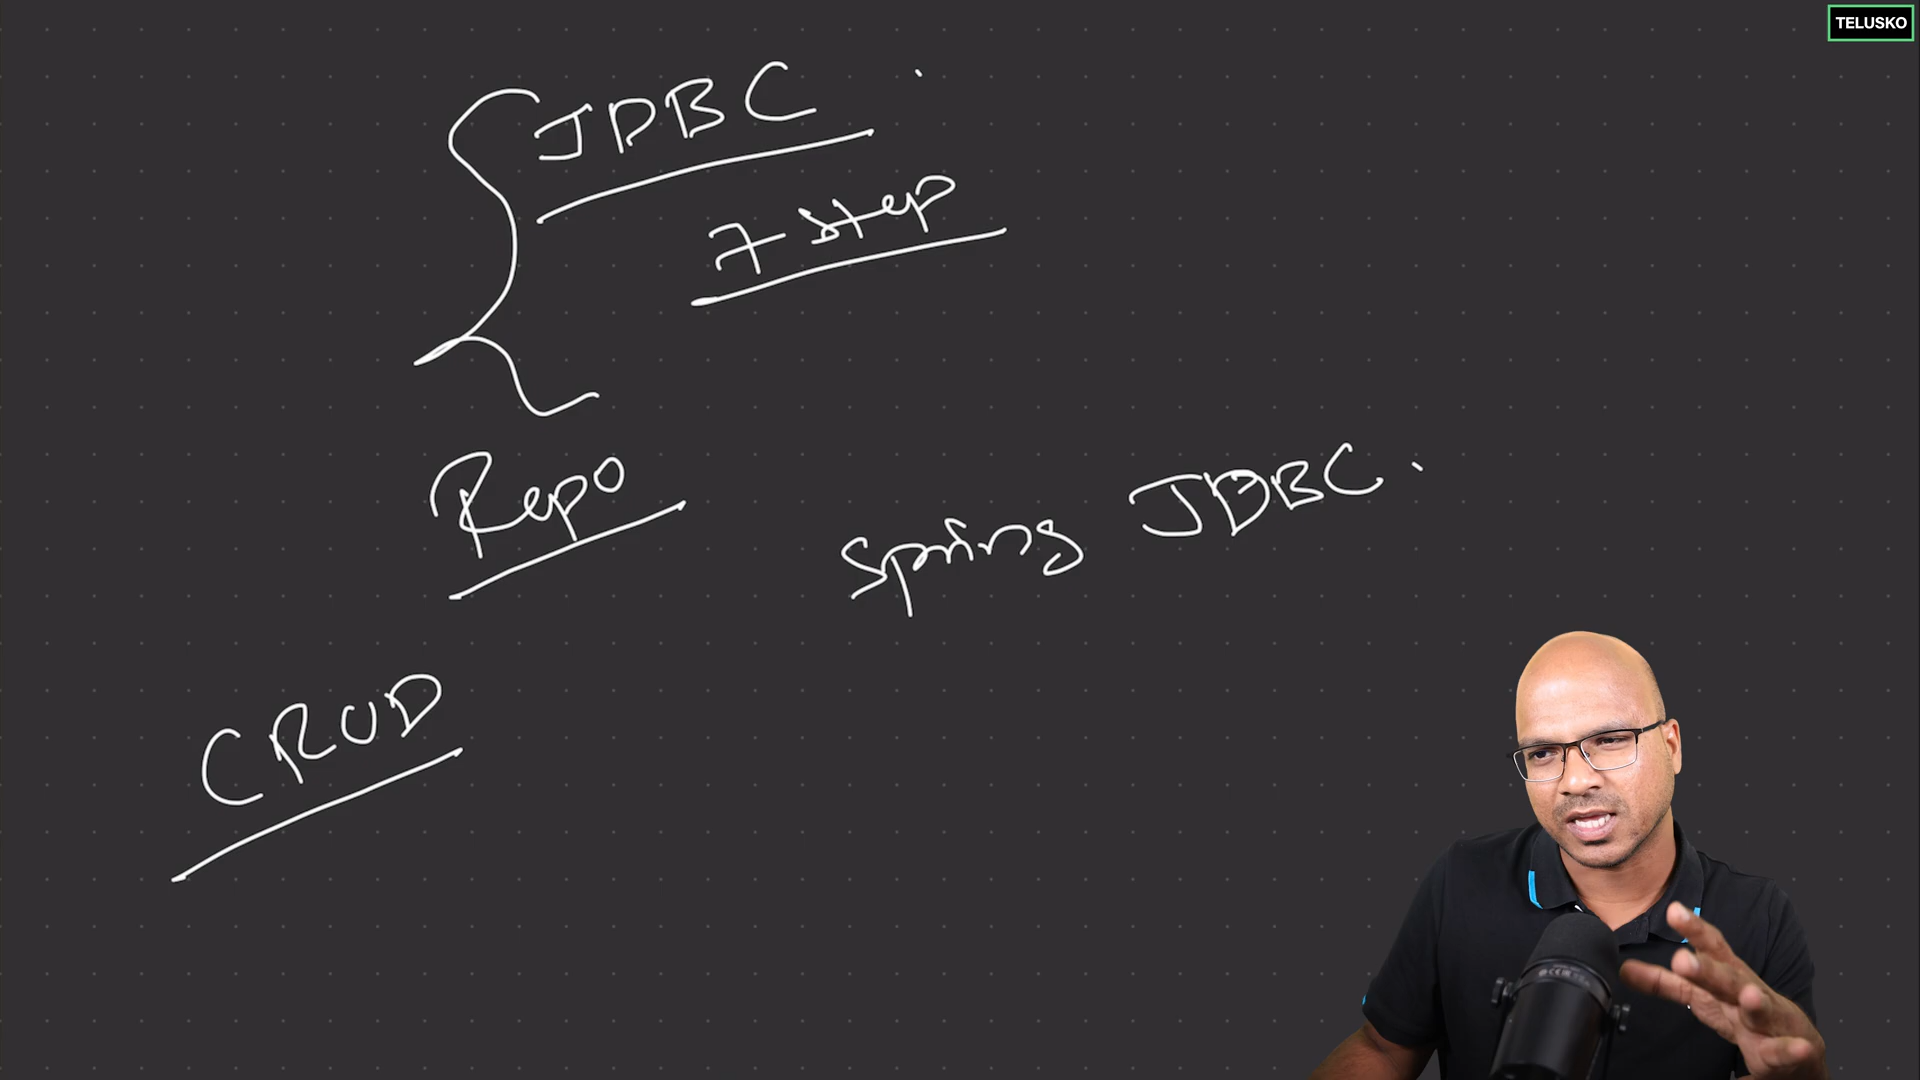 TELUSKO
JDBC
7 step
Repo
Spring JDBC.
CRUD